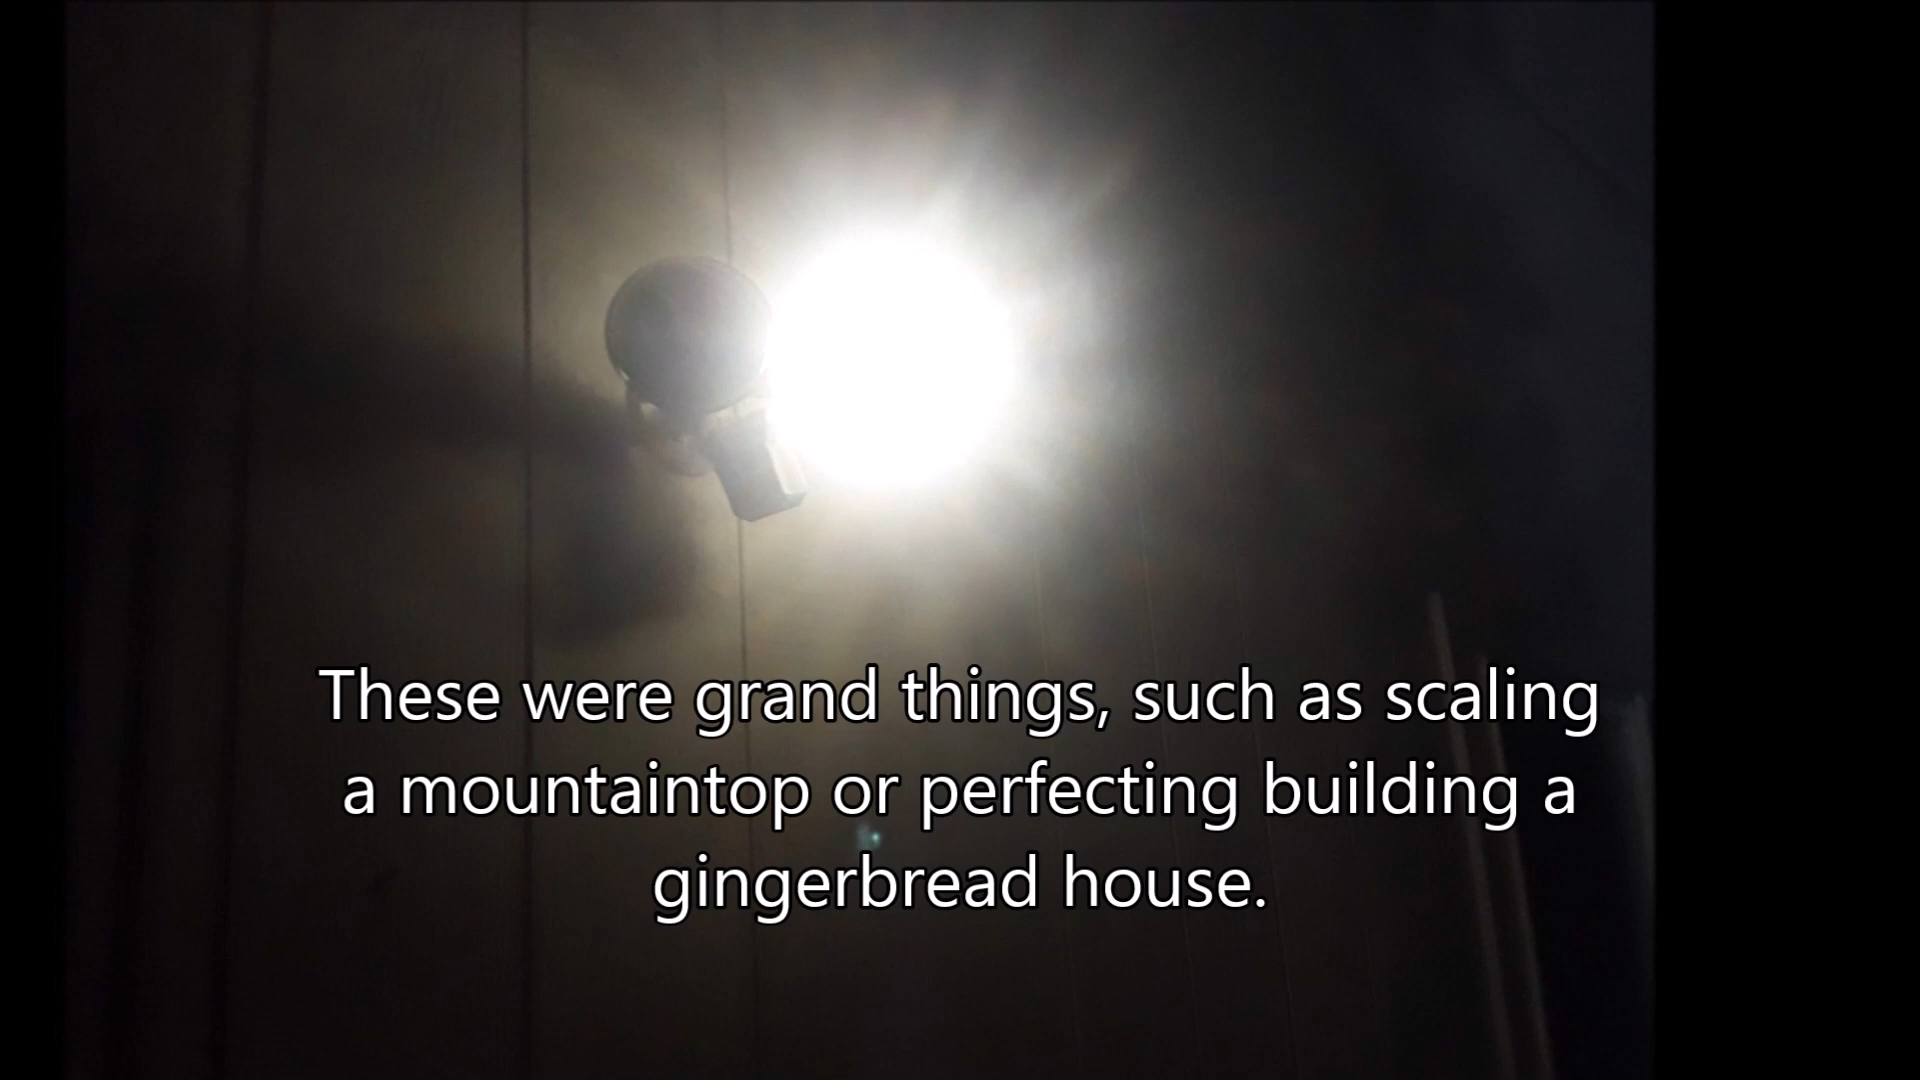 These were grand things, such as scaling
a mountaintop or perfecting building a
gingerbread house.